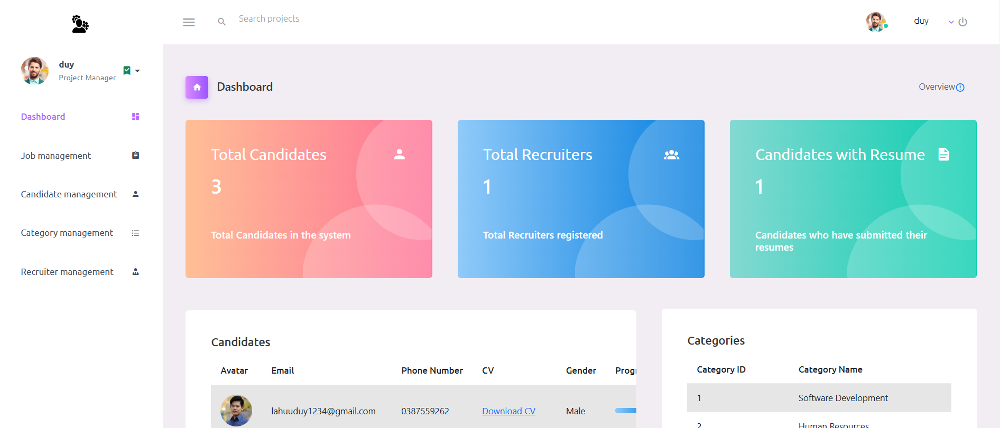 Search projects
duy
duy
Project Manager
Dashboard
Job management
Candidate management
Category management
Recruiter management
Dashboard
Overview
Total Candidates
3
Total Candidates in the system
Total Recruiters
1
Total Recruiters registered
Candidates with Resume
1
Candidates who have submitted their
resumes
Candidates
Avatar Email Phone Number CV Gender Progr
lahuuduy1234@gmail.com 0387559262 Download CV Male
Categories
Category ID Category Name
1 Software Development
2 Human Resources